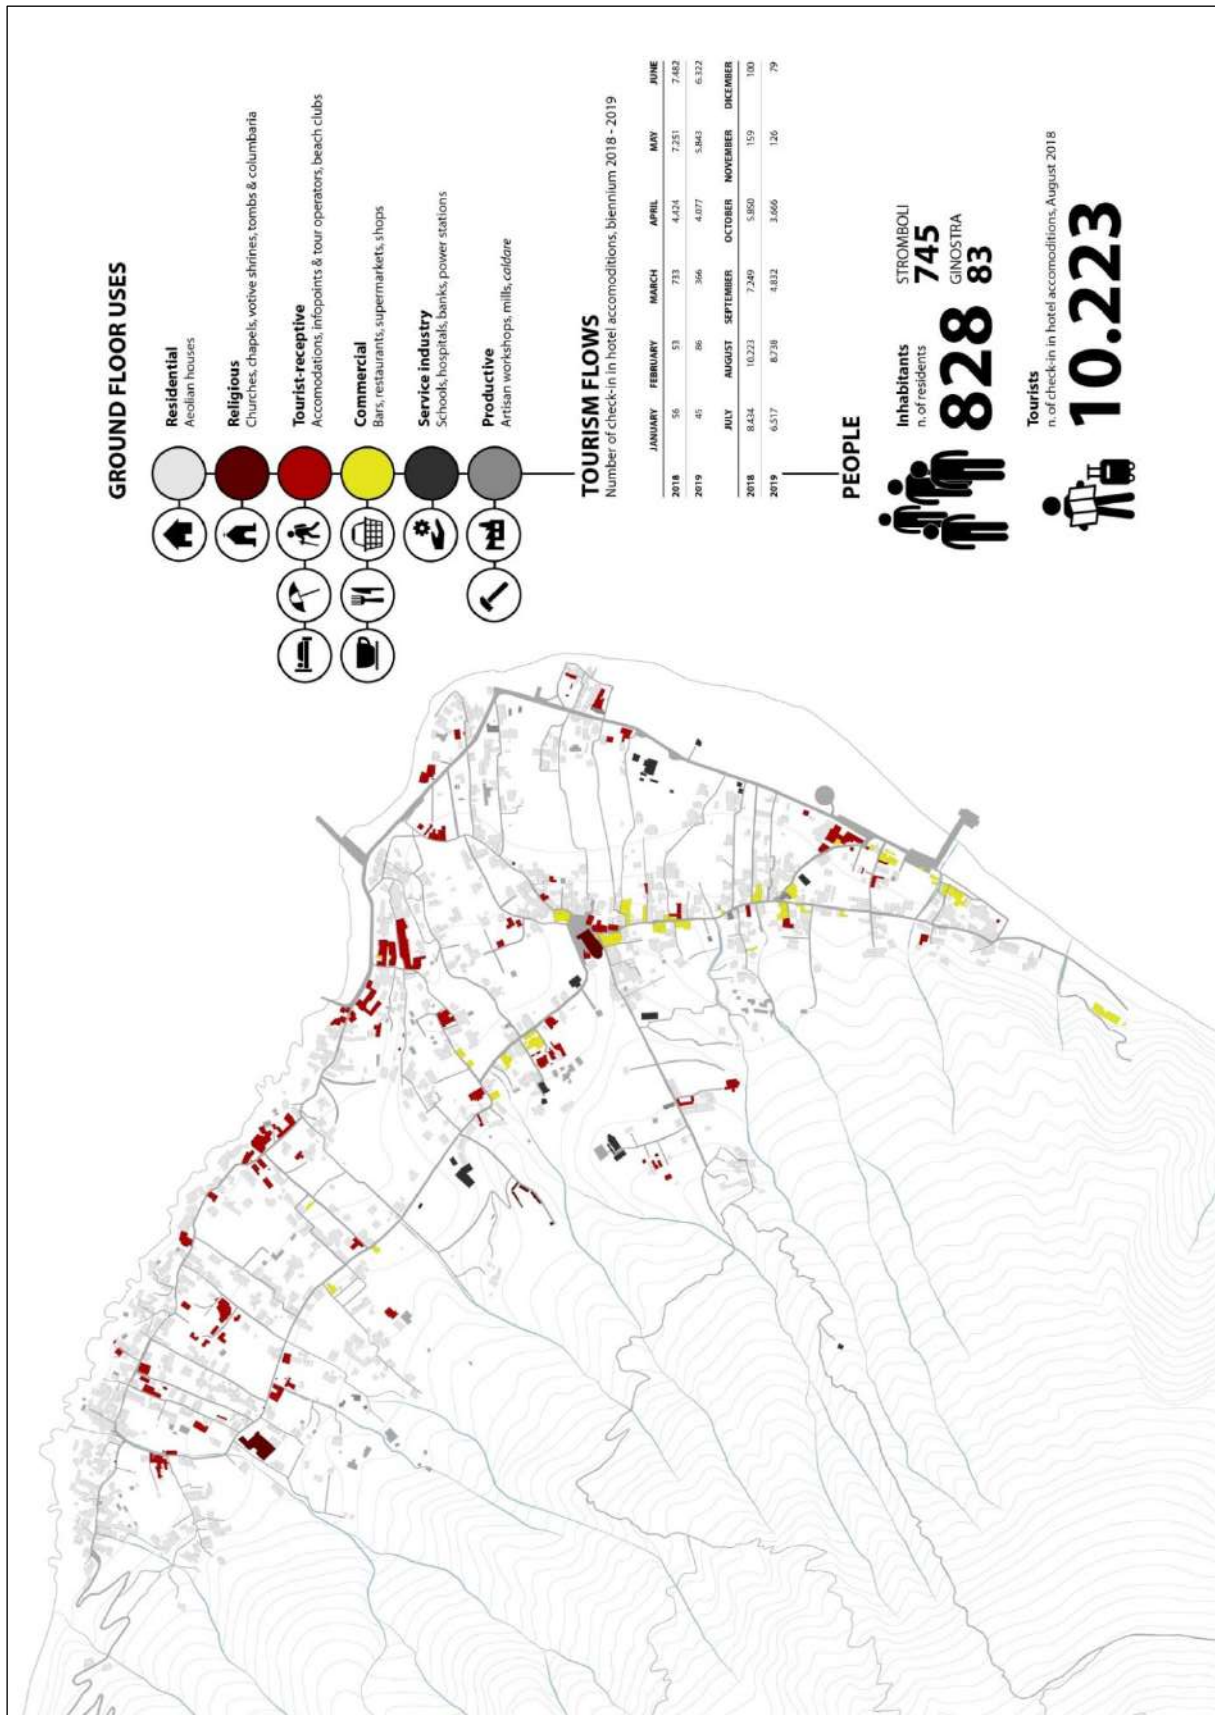 GROUND FLOOR USES
Residential
Aeolian houses
Religious
Churches, chapels, votive shrines, tombs & columbaria
Tourist-receptive
Accomodations, infopoints & tour operators, beach clubs
Commercial
Bars, restaurants, supermarkets, shops
Service industry
Schools, hospitals, banks, power stations
Productive
Artisan workshops, mills, caldare
TOURISM FLOWS
Number of check-in in hotel accomoditions, biennium 2018 - 2019
JANUARY FEBRUARY MARCH APRIL MAY JUNE
2018 56 53 733 4.424 7.251 7.482
2019 45 86 366 4.077 5.843 6.322
JULY AUGUST SEPTEMBER OCTOBER NOVEMBER DICEMBER
2018 8.434 10.223 7.249 5.850 159 100
2019 6.517 8.738 4.832 3.666 126 79
PEOPLE
Inhabitants
n. of residents
828
STROMBOLI
745
GINOSTRA
83
Tourists
n. of check-in in hotel accomoditions, August 2018
10.223